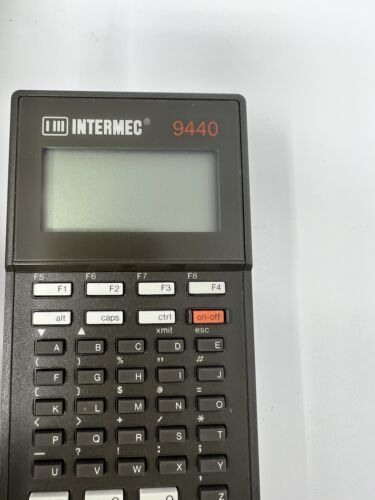 INTERMEC® 9440
F5 F6 F7 F8
F1 F2 F3 F4
alt caps ctrl on-off
▼ ▲ xmit esc
A B C D E
( ) % ,, #
F G H I J
[ ] $ / &
K L M N O
< > + / *
P Q R S T
_ ? ! : ;
U V W X Y
Z